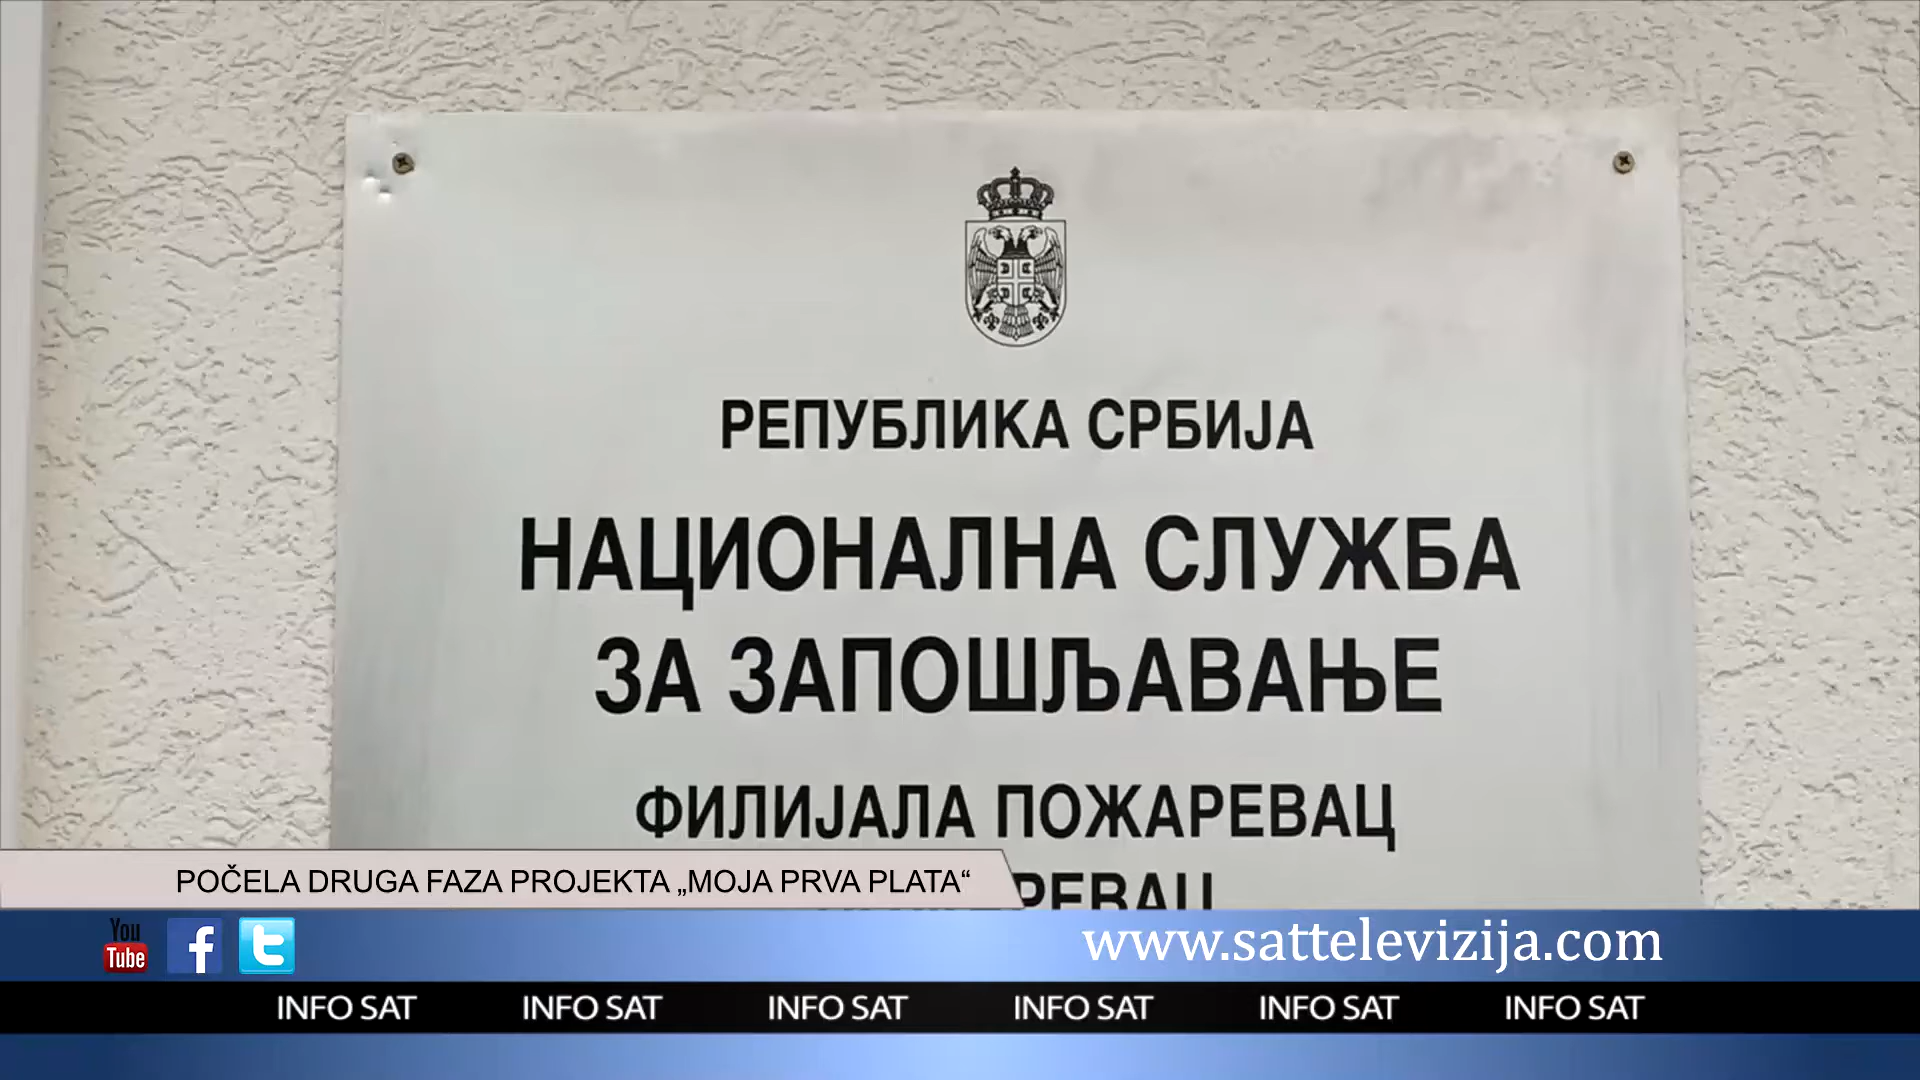 РЕПУБЛИКА СРБИЈА
НАЦИОНАЛНА СЛУЖБА
ЗА ЗАПОШЉАВАЊЕ
ФИЛИЈАЛА ПОЖАРЕВАЦ
POČELA DRUGA FAZA PROJEKTA „MOJA PRVA PLATA“
You Tube
www.sattelevizija.com
INFO SAT INFO SAT INFO SAT INFO SAT INFO SAT INFO SAT